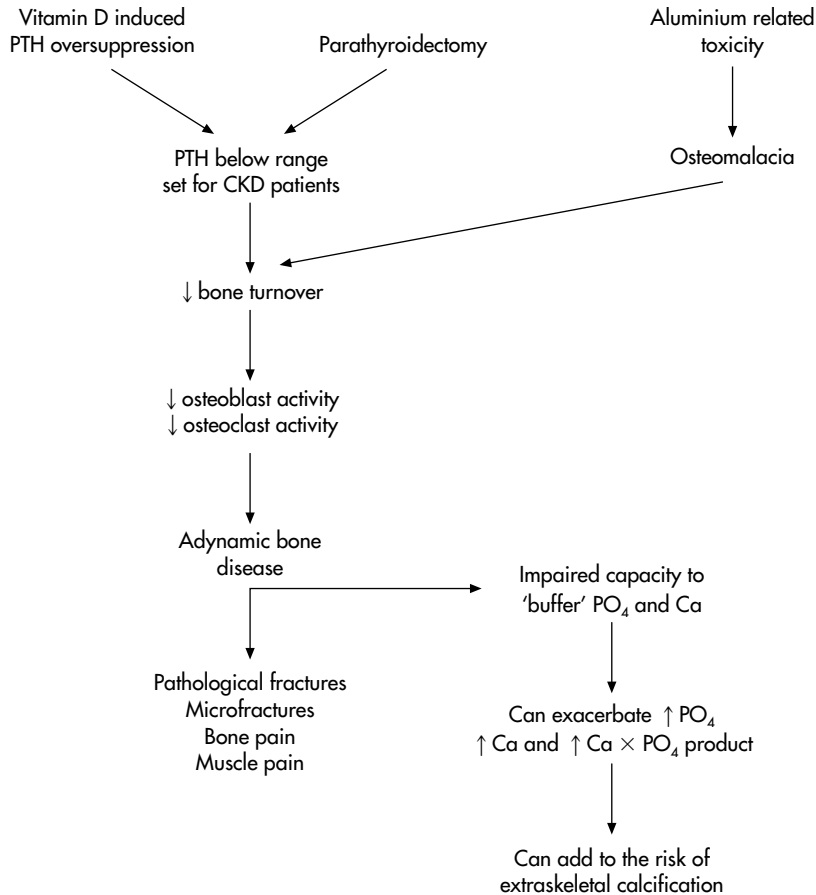 Vitamin D induced
PTH oversuppression
Parathyroidectomy
Aluminium related
toxicity
PTH below range
set for CKD patients
Osteomalacia
↓ bone turnover
↓ osteoblast activity
↓ osteoclast activity
Adynamic bone
disease
Impaired capacity to
‘buffer’ PO₄ and Ca
Pathological fractures
Microfractures
Bone pain
Muscle pain
Can exacerbate ↑ PO₄
↑ Ca and ↑ Ca × PO₄ product
Can add to the risk of
extraskeletal calcification